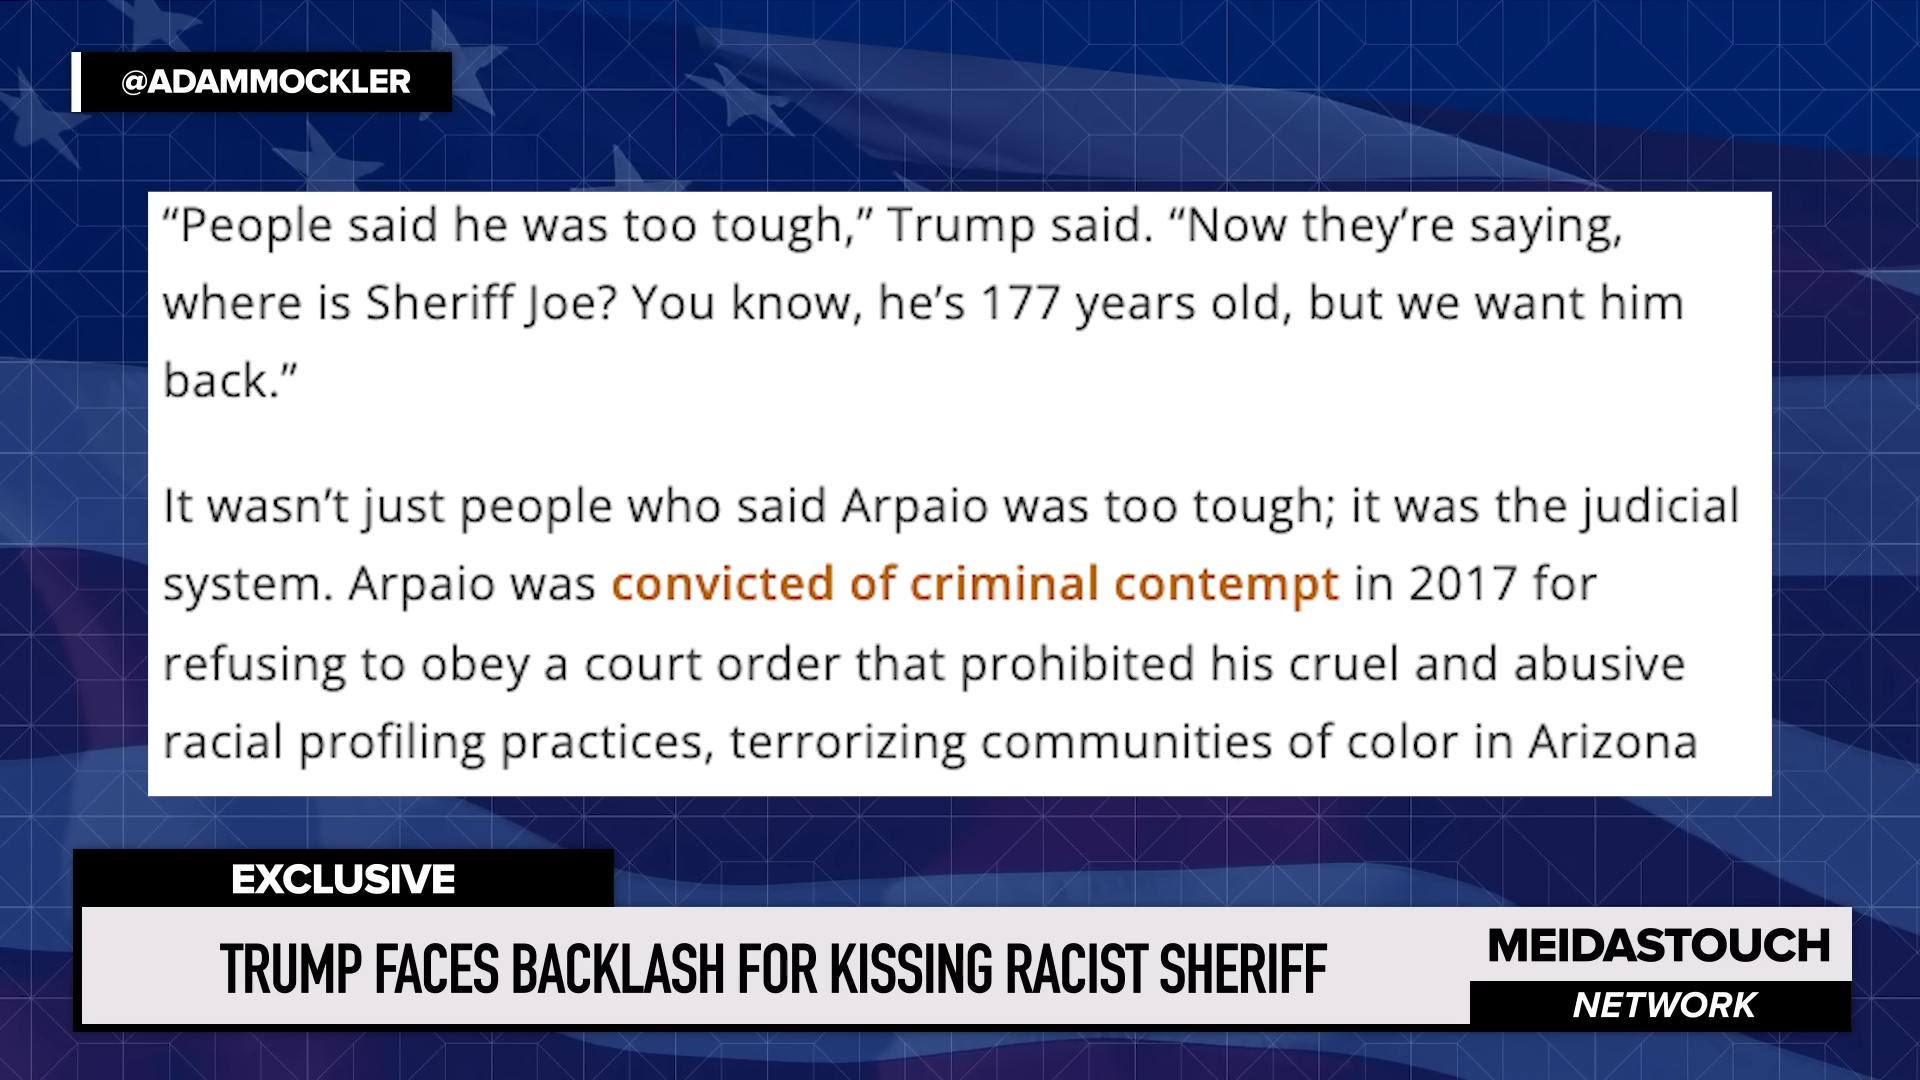 @ADAMMOCKLER
“People said he was too tough,” Trump said. “Now they’re saying,
where is Sheriff Joe? You know, he’s 177 years old, but we want him
back.”
It wasn’t just people who said Arpaio was too tough; it was the judicial
system. Arpaio was convicted of criminal contempt in 2017 for
refusing to obey a court order that prohibited his cruel and abusive
racial profiling practices, terrorizing communities of color in Arizona
EXCLUSIVE
TRUMP FACES BACKLASH FOR KISSING RACIST SHERIFF
MEIDASTOUCH
NETWORK